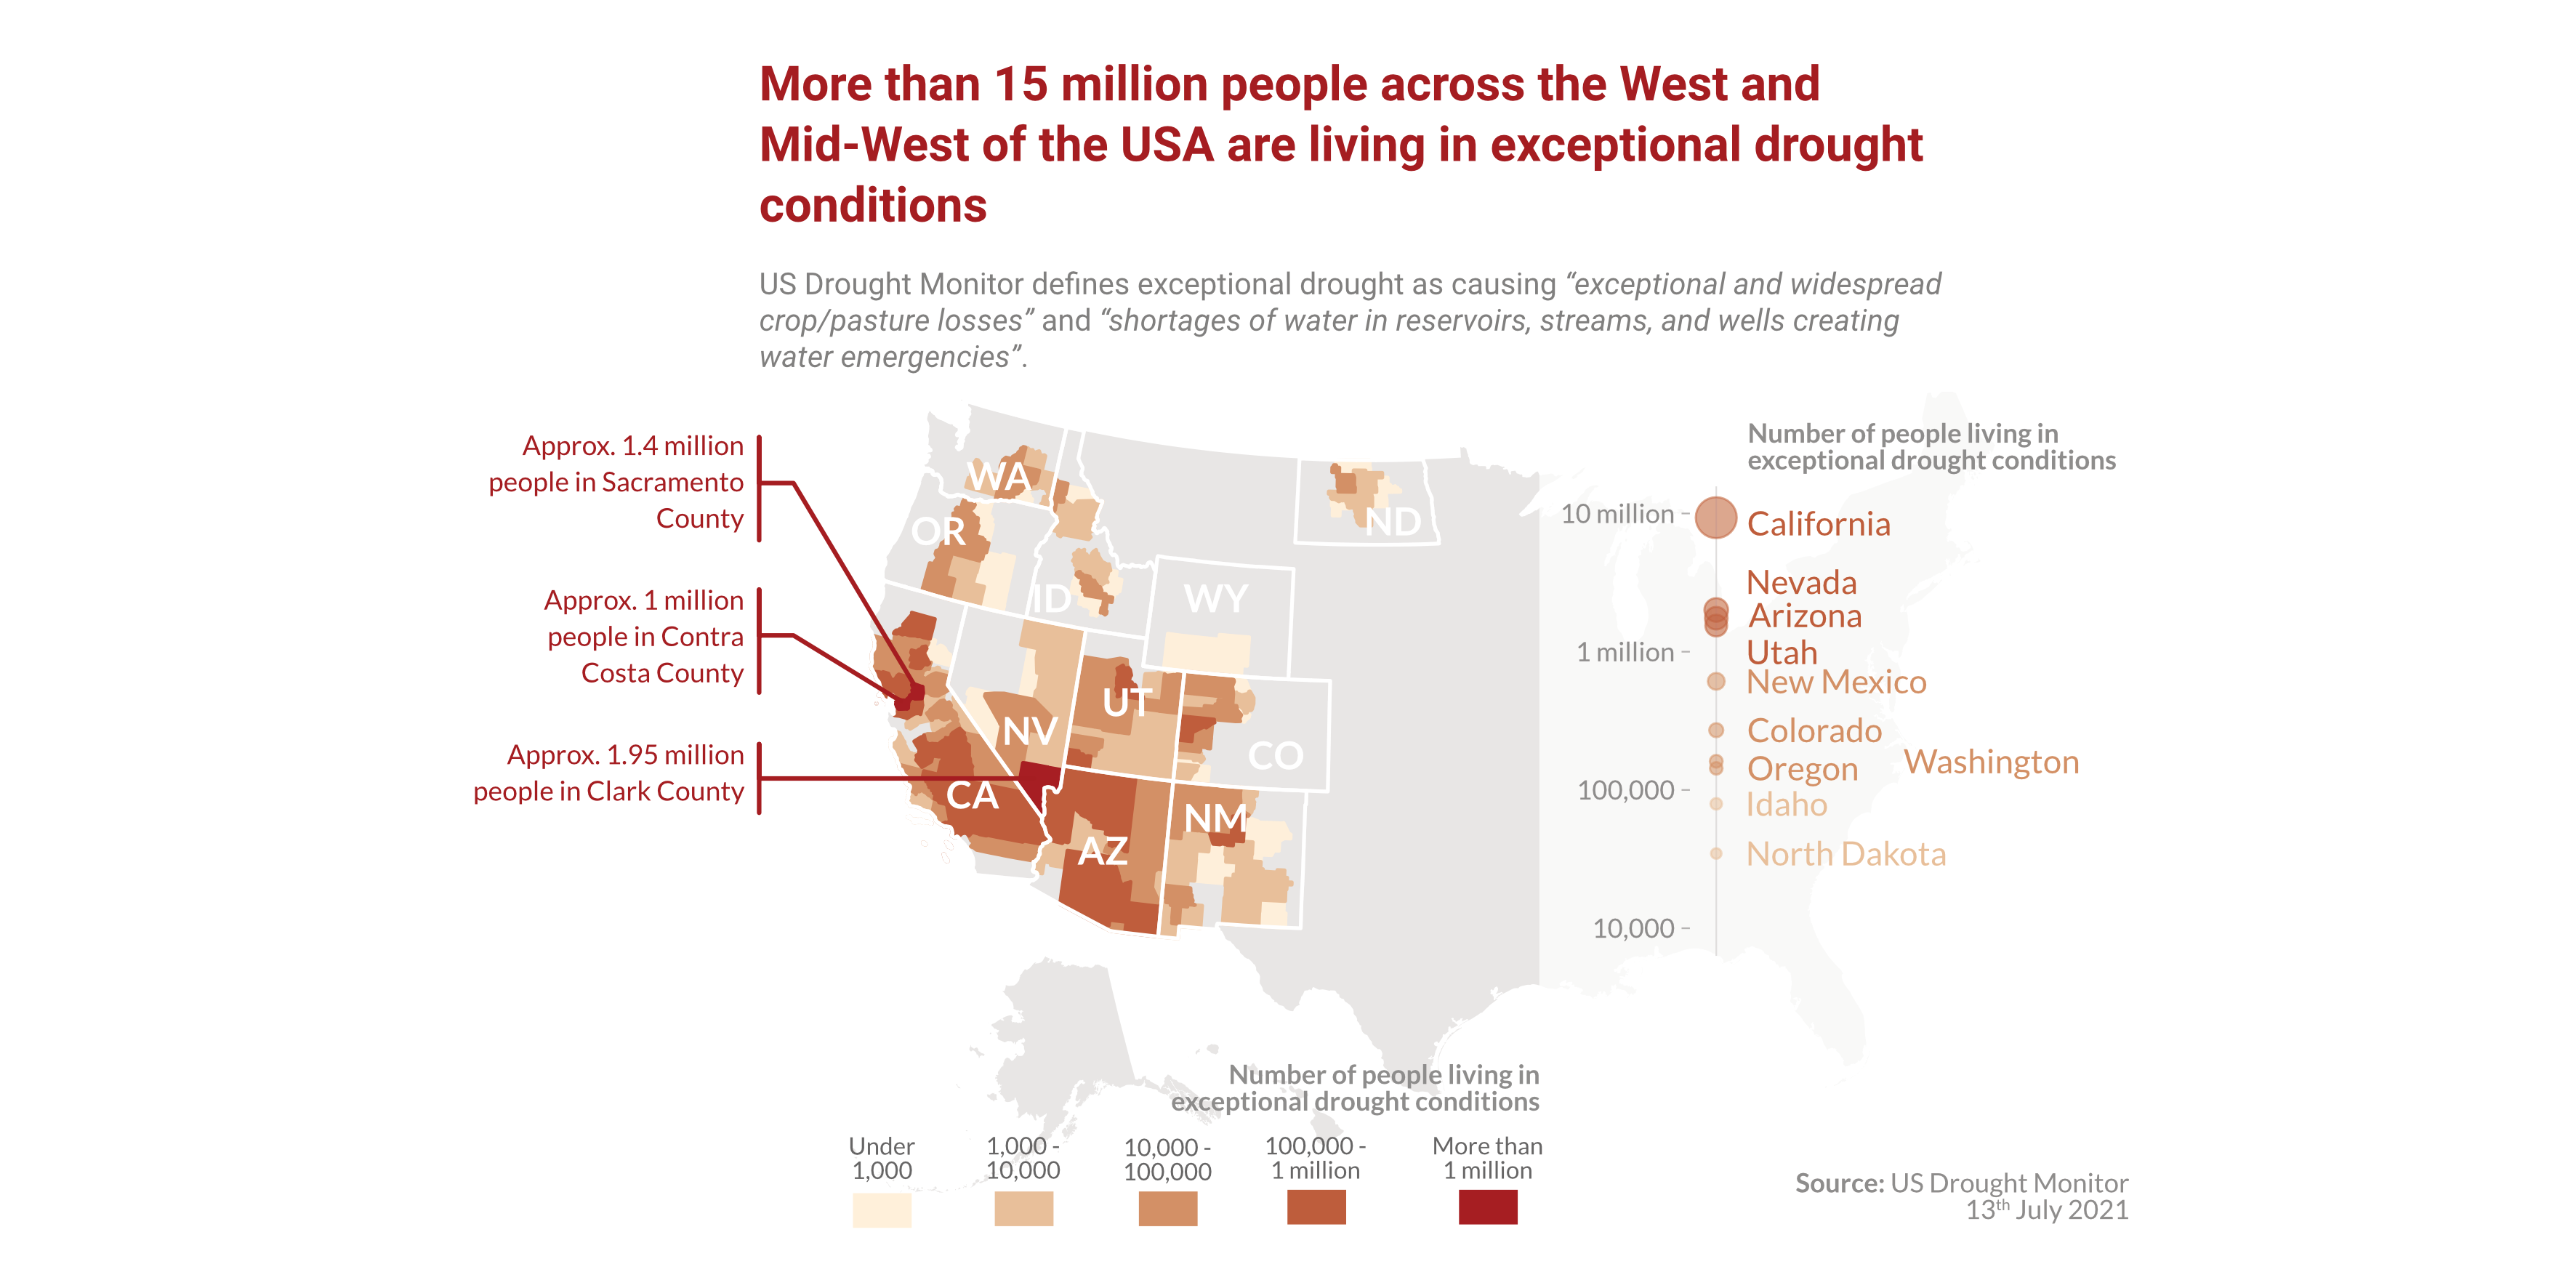 More than 15 million people across the West and
Mid-West of the USA are living in exceptional drought
conditions
US Drought Monitor defines exceptional drought as causing “exceptional and widespread
crop/pasture losses” and “shortages of water in reservoirs, streams, and wells creating
water emergencies”.
Approx. 1.4 million
people in Sacramento
County
Approx. 1 million
people in Contra
Costa County
Approx. 1.95 million
people in Clark County
WA
OR
ID
WY
ND
NV
UT
CO
CA
AZ
NM
Number of people living in
exceptional drought conditions
10 million
1 million
100,000
10,000
California
Nevada
Arizona
Utah
New Mexico
Colorado
Washington
Oregon
Idaho
North Dakota
Number of people living in
exceptional drought conditions
Under
1,000
1,000 -
10,000
10,000 -
100,000
100,000 -
1 million
More than
1 million
Source: US Drought Monitor
13th July 2021